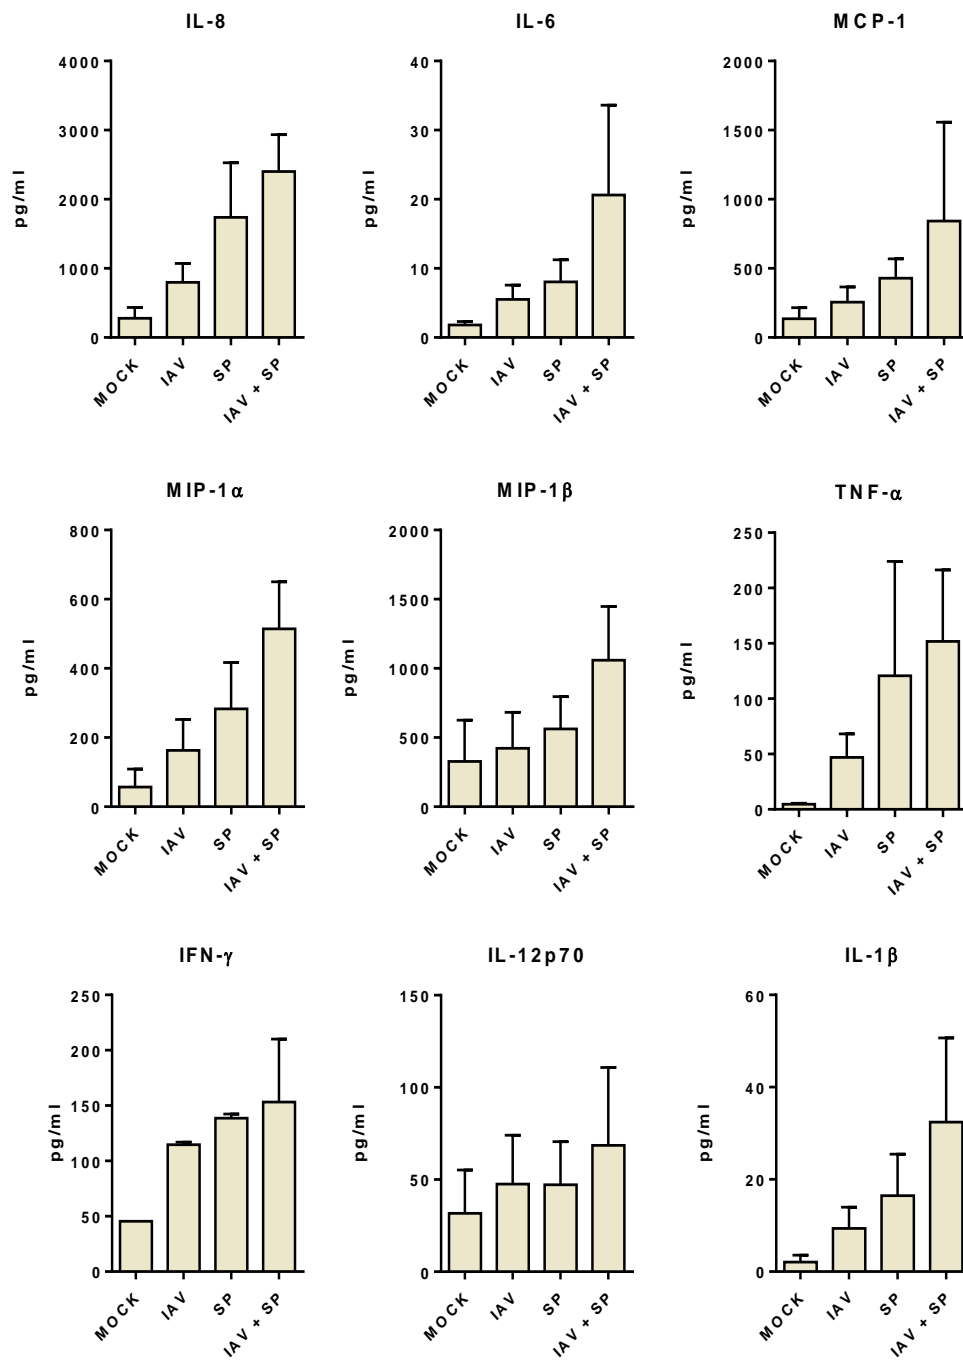 IL-8
4000
3000
2000
1000
0
pg/ml
MOCK
IAV
SP
IAV + SP
IL-6
40
30
20
10
0
pg/ml
MOCK
IAV
SP
IAV + SP
MCP-1
2000
1500
1000
500
0
pg/ml
MOCK
IAV
SP
IAV + SP
MIP-1α
800
600
400
200
0
pg/ml
MOCK
IAV
SP
IAV + SP
MIP-1β
2000
1500
1000
500
0
pg/ml
MOCK
IAV
SP
IAV + SP
TNF-α
250
200
150
100
50
0
pg/ml
MOCK
IAV
SP
IAV + SP
IFN-γ
250
200
150
100
50
0
pg/ml
MOCK
IAV
SP
IAV + SP
IL-12p70
150
100
50
0
pg/ml
MOCK
IAV
SP
IAV + SP
IL-1β
60
40
20
0
pg/ml
MOCK
IAV
SP
IAV + SP